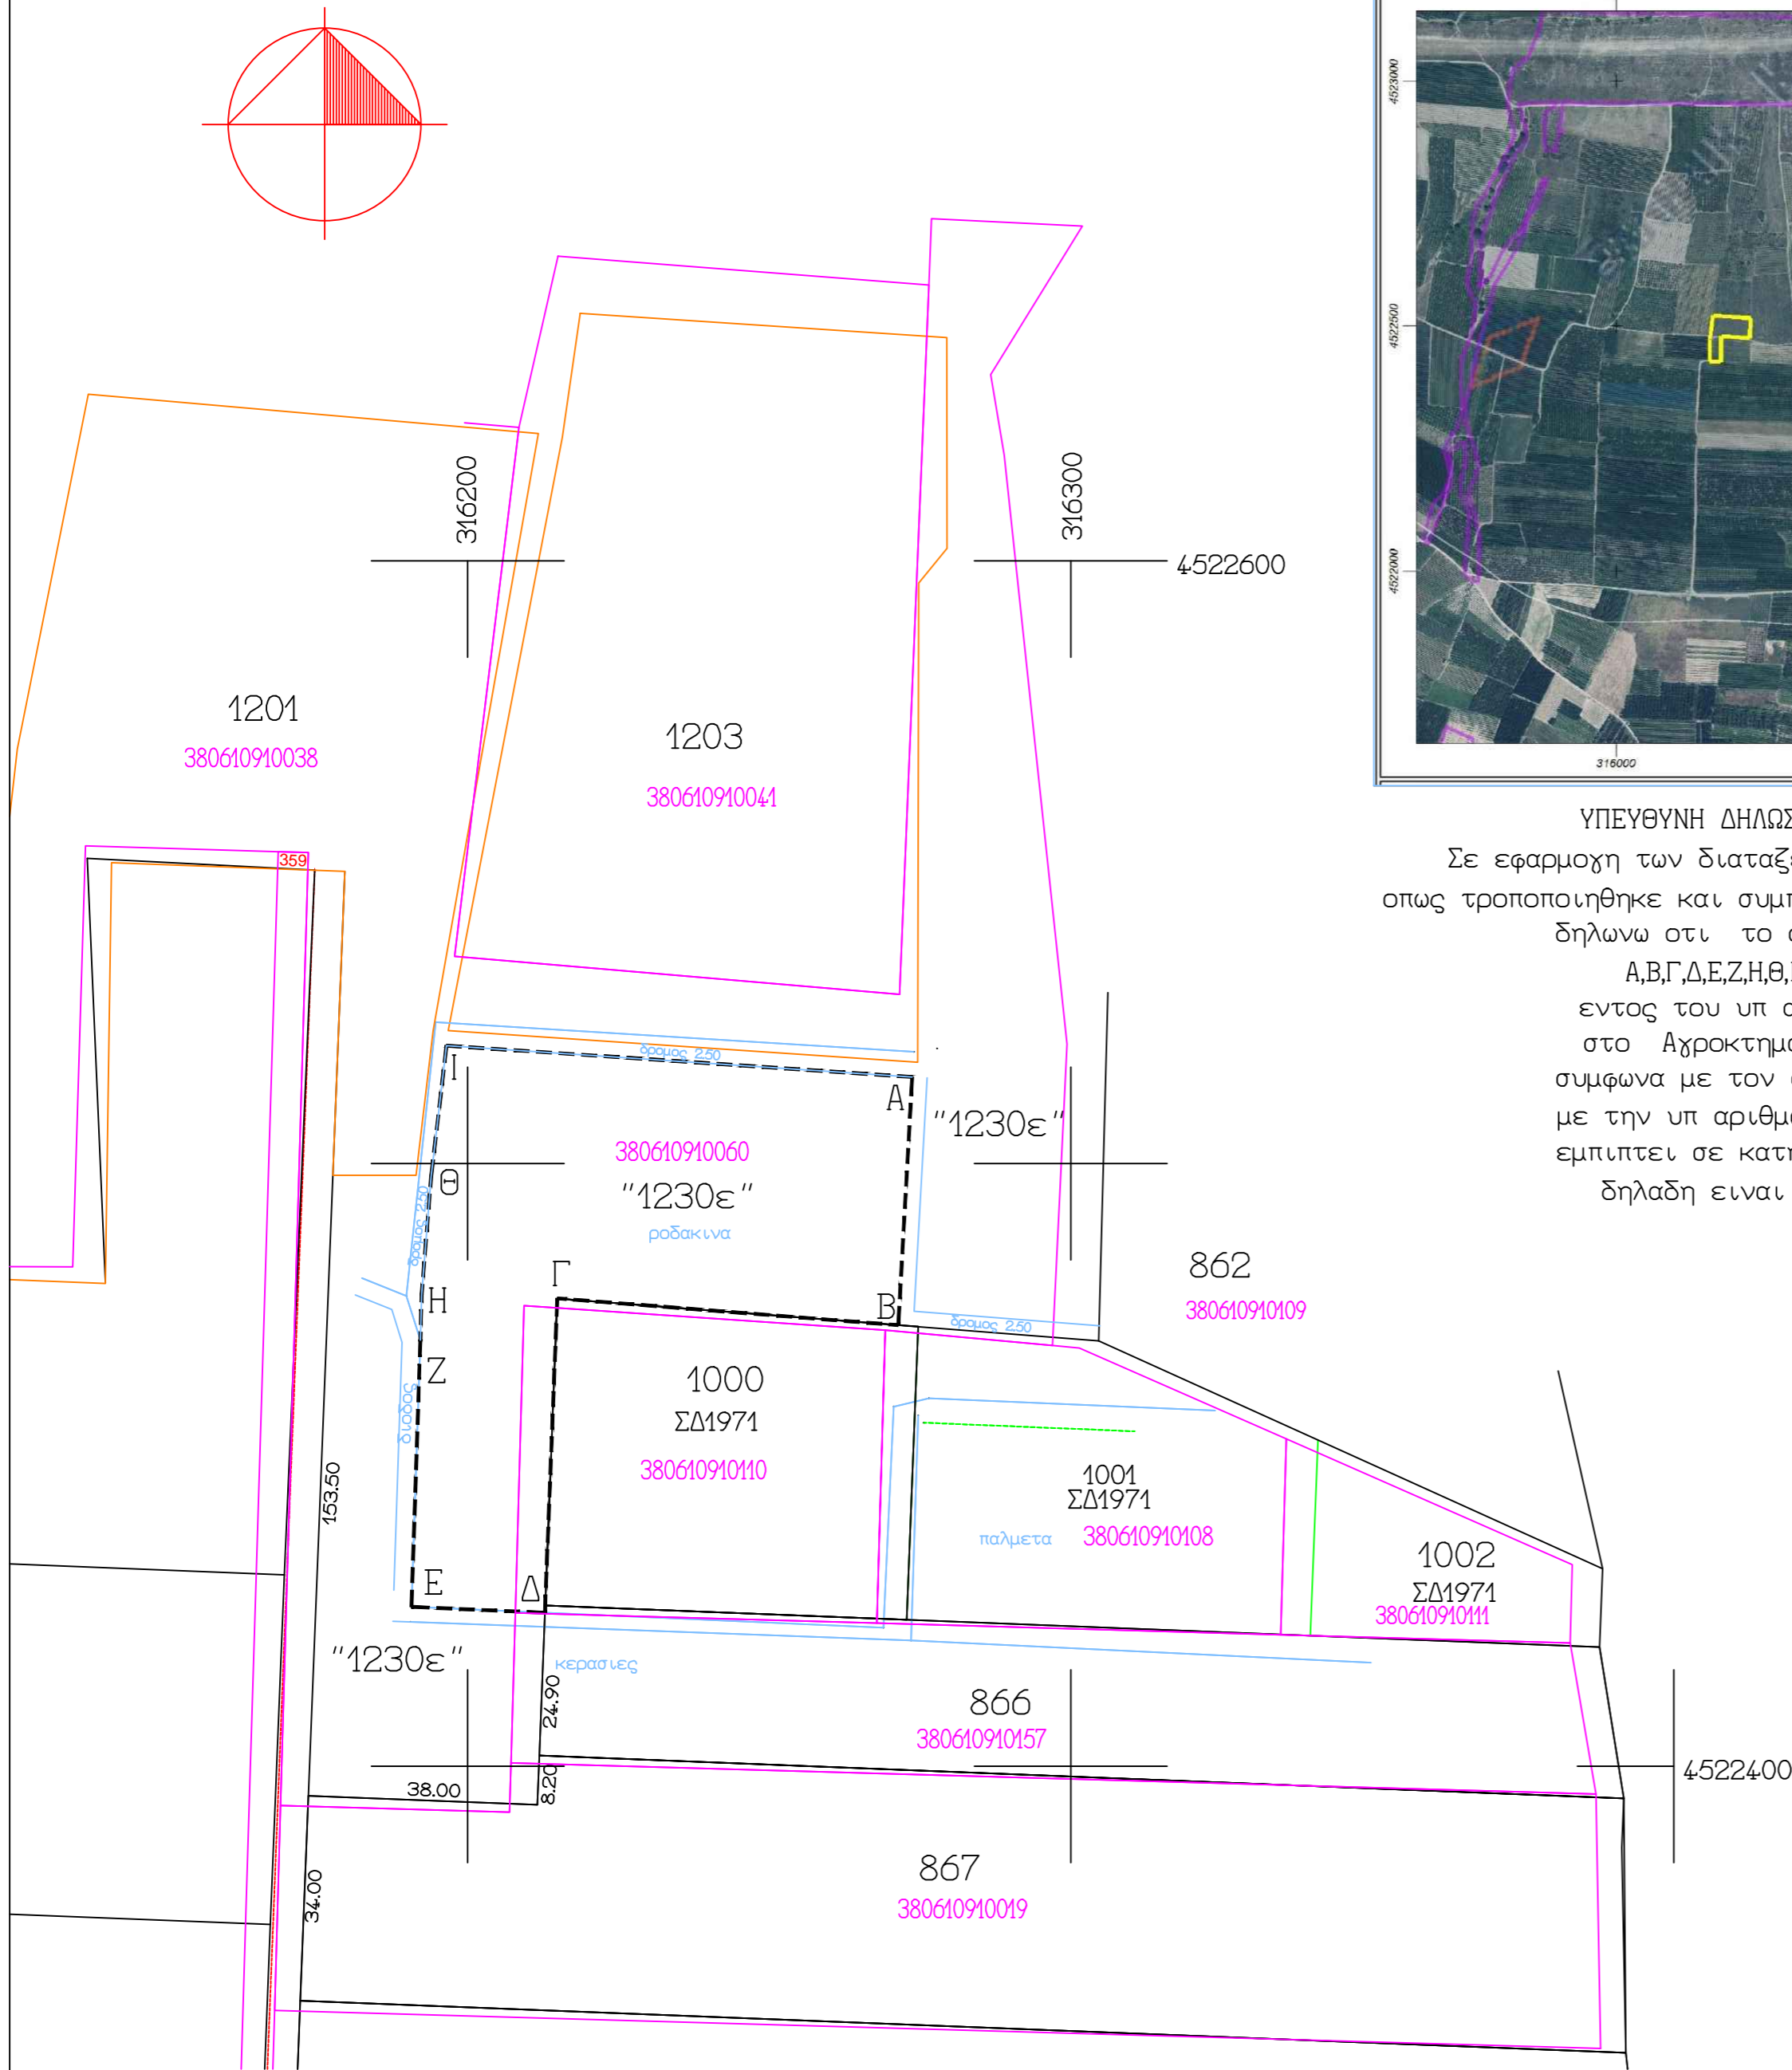 4523000
4522500
4522000
316000
316200
316300
4522600
1201
380610910038
1203
380610910041
359
ΥΠΕΥΘΥΝΗ ΔΗΛΩΣ
Σε εφαρμογη των διαταξε
οπως τροποποιηθηκε και συμπ
δηλωνω οτι το α
Α,Β,Γ,Δ,Ε,Ζ,Η,Θ,Ι
εντος του υπ α
στο Αγροκτημα
συμφωνα με τον
με την υπ αριθμ
εμπιπτει σε κατη
δηλαδη ειναι
δρομος 2.50
Ι
Α
"1230ε"
380610910060
"1230ε"
ροδακινα
Θ
δρομος 2.50
Γ
Η
Β
δρομος 2.50
862
380610910109
Ζ
διοδος
1000
ΣΔ1971
380610910110
1001
ΣΔ1971
παλμετα
380610910108
1002
ΣΔ1971
380610910111
153.50
Ε
Δ
"1230ε"
κερασιες
24.90
866
380610910157
38.00
8.20
4522400
867
380610910019
34.00